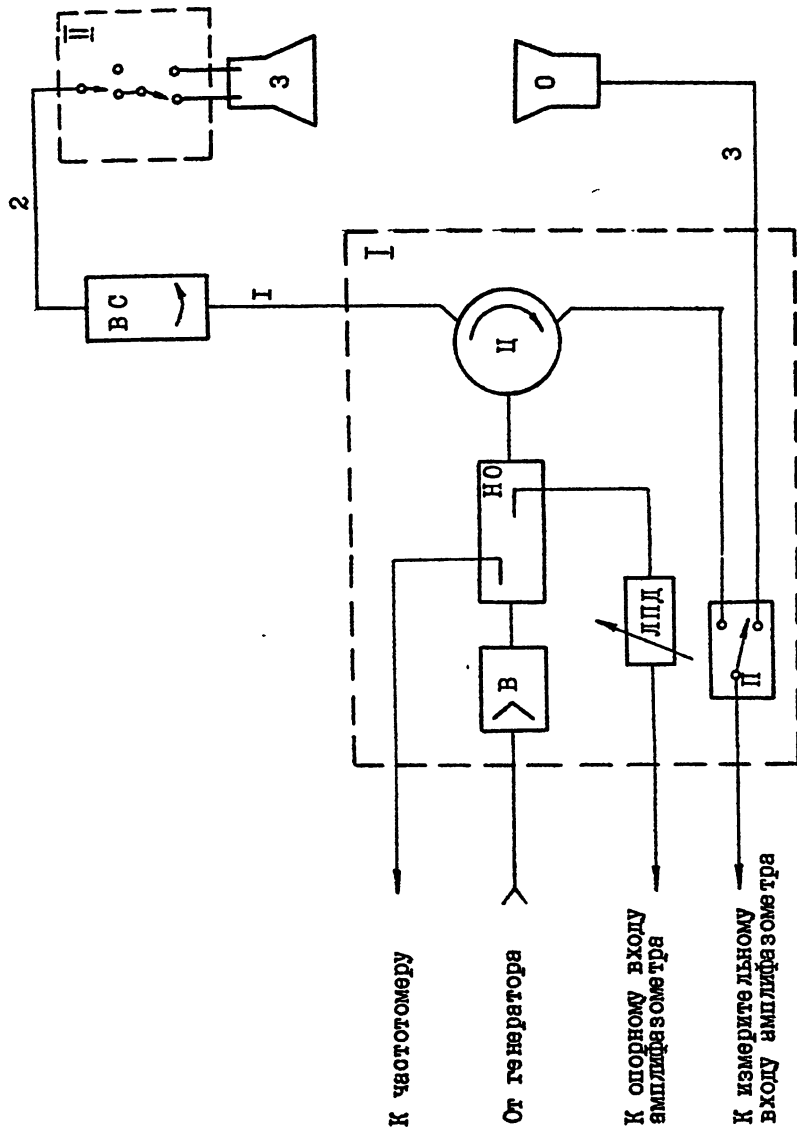 II
З
О
2
3
ВС
I
I
Ц
НО
В
ЛПД
П
К частотомеру
От генератора
К опорному входу
амплифазометра
К измерительному
входу амплифазометра